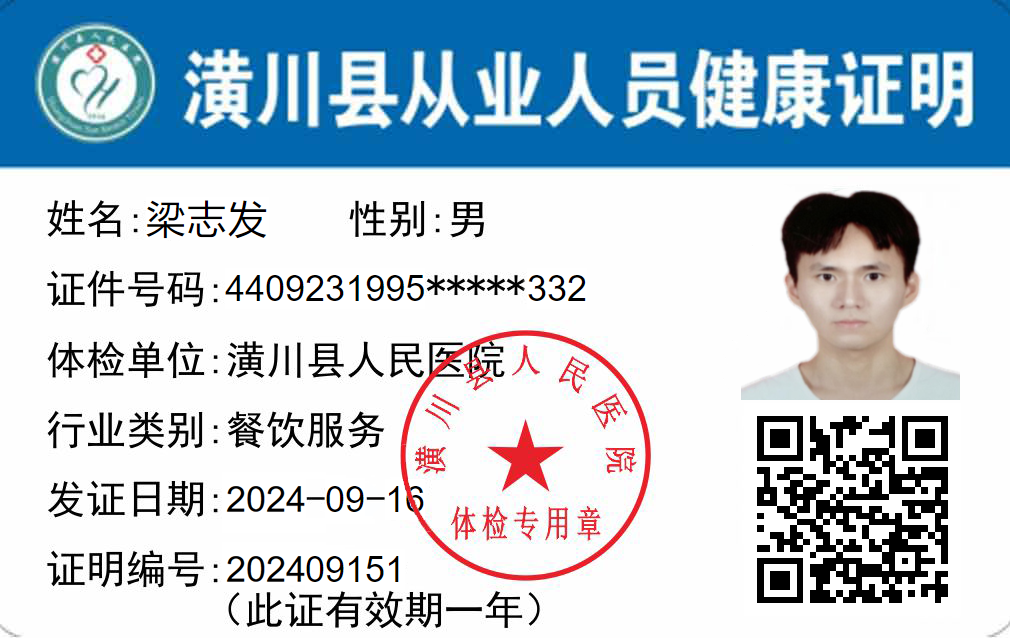 潢川县从业人员健康证明
姓名:梁志发 性别:男
证件号码:4409231995*****332
体检单位:潢川县人民医院
行业类别:餐饮服务
发证日期:2024-09-16
证明编号:202409151
（此证有效期一年）
潢川县人民医院
体检专用章